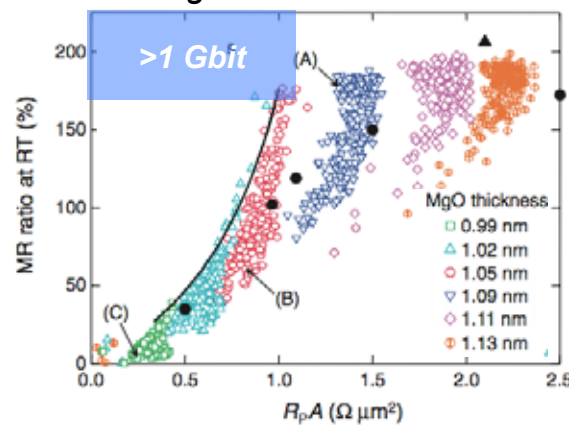 >1 Gbit
MR ratio at RT (%)
200
150
100
50
0
(A)
(B)
(C)
MgO thickness
0.99 nm
1.02 nm
1.05 nm
1.09 nm
1.11 nm
1.13 nm
0.0 0.5 1.0 1.5 2.0 2.5
RₚA (Ω μm²)